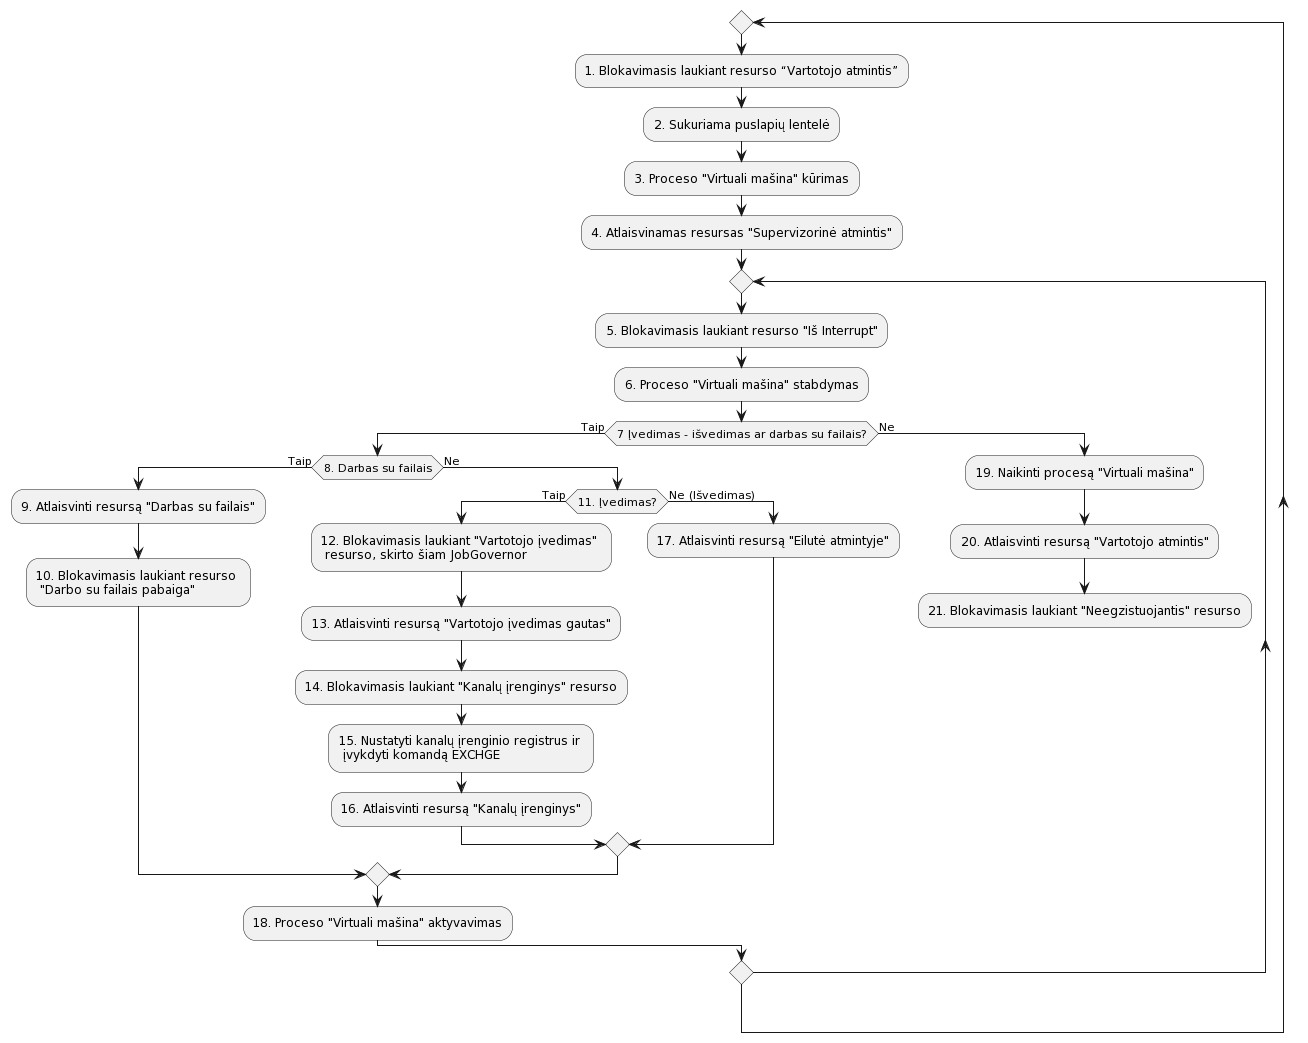 1. Blokavimasis laukiant resurso “Vartotojo atmintis”
2. Sukuriama puslapių lentelė
3. Proceso "Virtuali mašina" kūrimas
4. Atlaisvinamas resursas "Supervizorinė atmintis"
5. Blokavimasis laukiant resurso "Iš Interrupt"
6. Proceso "Virtuali mašina" stabdymas
Taip
7 Įvedimas - išvedimas ar darbas su failais?
Ne
Taip
8. Darbas su failais
Ne
9. Atlaisvinti resursą "Darbas su failais"
10. Blokavimasis laukiant resurso
"Darbo su failais pabaiga"
Taip
11. Įvedimas?
Ne (Išvedimas)
12. Blokavimasis laukiant "Vartotojo įvedimas"
resurso, skirto šiam JobGovernor
13. Atlaisvinti resursą "Vartotojo įvedimas gautas"
14. Blokavimasis laukiant "Kanalų įrenginys" resurso
15. Nustatyti kanalų įrenginio registrus ir
įvykdyti komandą EXCHGE
16. Atlaisvinti resursą "Kanalų įrenginys"
17. Atlaisvinti resursą "Eilutė atmintyje"
18. Proceso "Virtuali mašina" aktyvavimas
19. Naikinti procesą "Virtuali mašina"
20. Atlaisvinti resursą "Vartotojo atmintis"
21. Blokavimasis laukiant "Neegzistuojantis" resurso